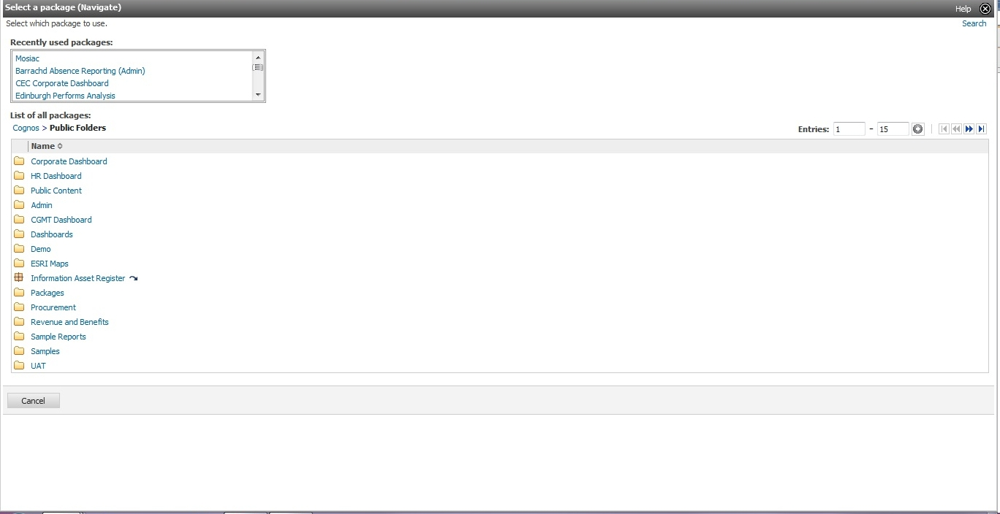 Select a package (Navigate)
Help
Select which package to use.
Search
Recently used packages:
Mosiac
Barrachd Absence Reporting (Admin)
CEC Corporate Dashboard
Edinburgh Performs Analysis
List of all packages:
Cognos > Public Folders
Entries: 1 - 15
Name
Corporate Dashboard
HR Dashboard
Public Content
Admin
CGMT Dashboard
Dashboards
Demo
ESRI Maps
Information Asset Register
Packages
Procurement
Revenue and Benefits
Sample Reports
Samples
UAT
Cancel